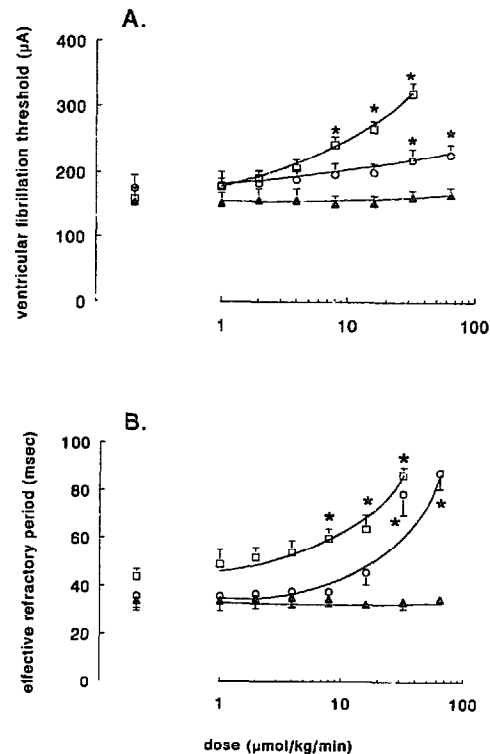 A.
ventricular fibrillation threshold (μA)
400
300
200
100
0
* * *
* *
1 10 100
B.
effective refractory period (msec)
100
80
60
40
20
0
* * *
* *
1 10 100
dose (μmol/kg/min)